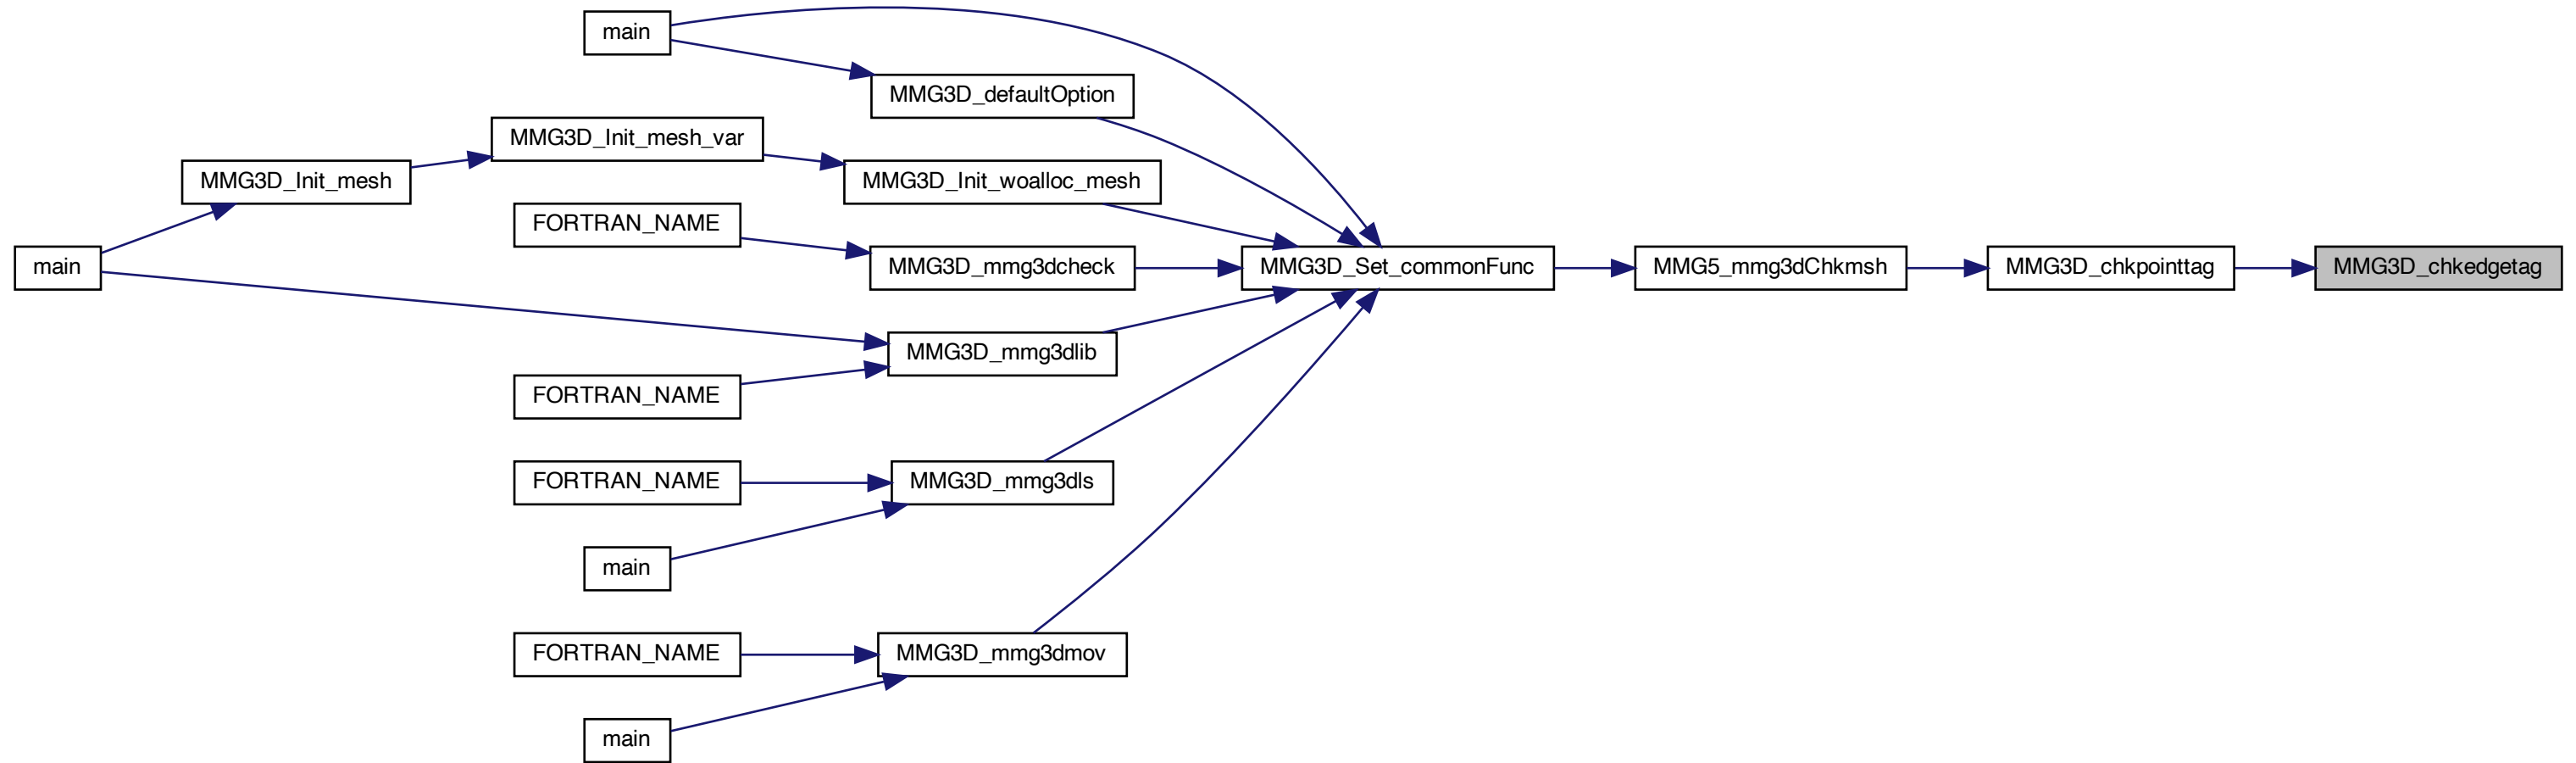 main
MMG3D_defaultOption
MMG3D_Init_mesh_var
MMG3D_Init_mesh
MMG3D_Init_woalloc_mesh
FORTRAN_NAME
main
MMG3D_mmg3dcheck
MMG3D_Set_commonFunc
MMG5_mmg3dChkmsh
MMG3D_chkpointtag
MMG3D_chkedgetag
MMG3D_mmg3dlib
FORTRAN_NAME
FORTRAN_NAME
MMG3D_mmg3dls
main
FORTRAN_NAME
MMG3D_mmg3dmov
main